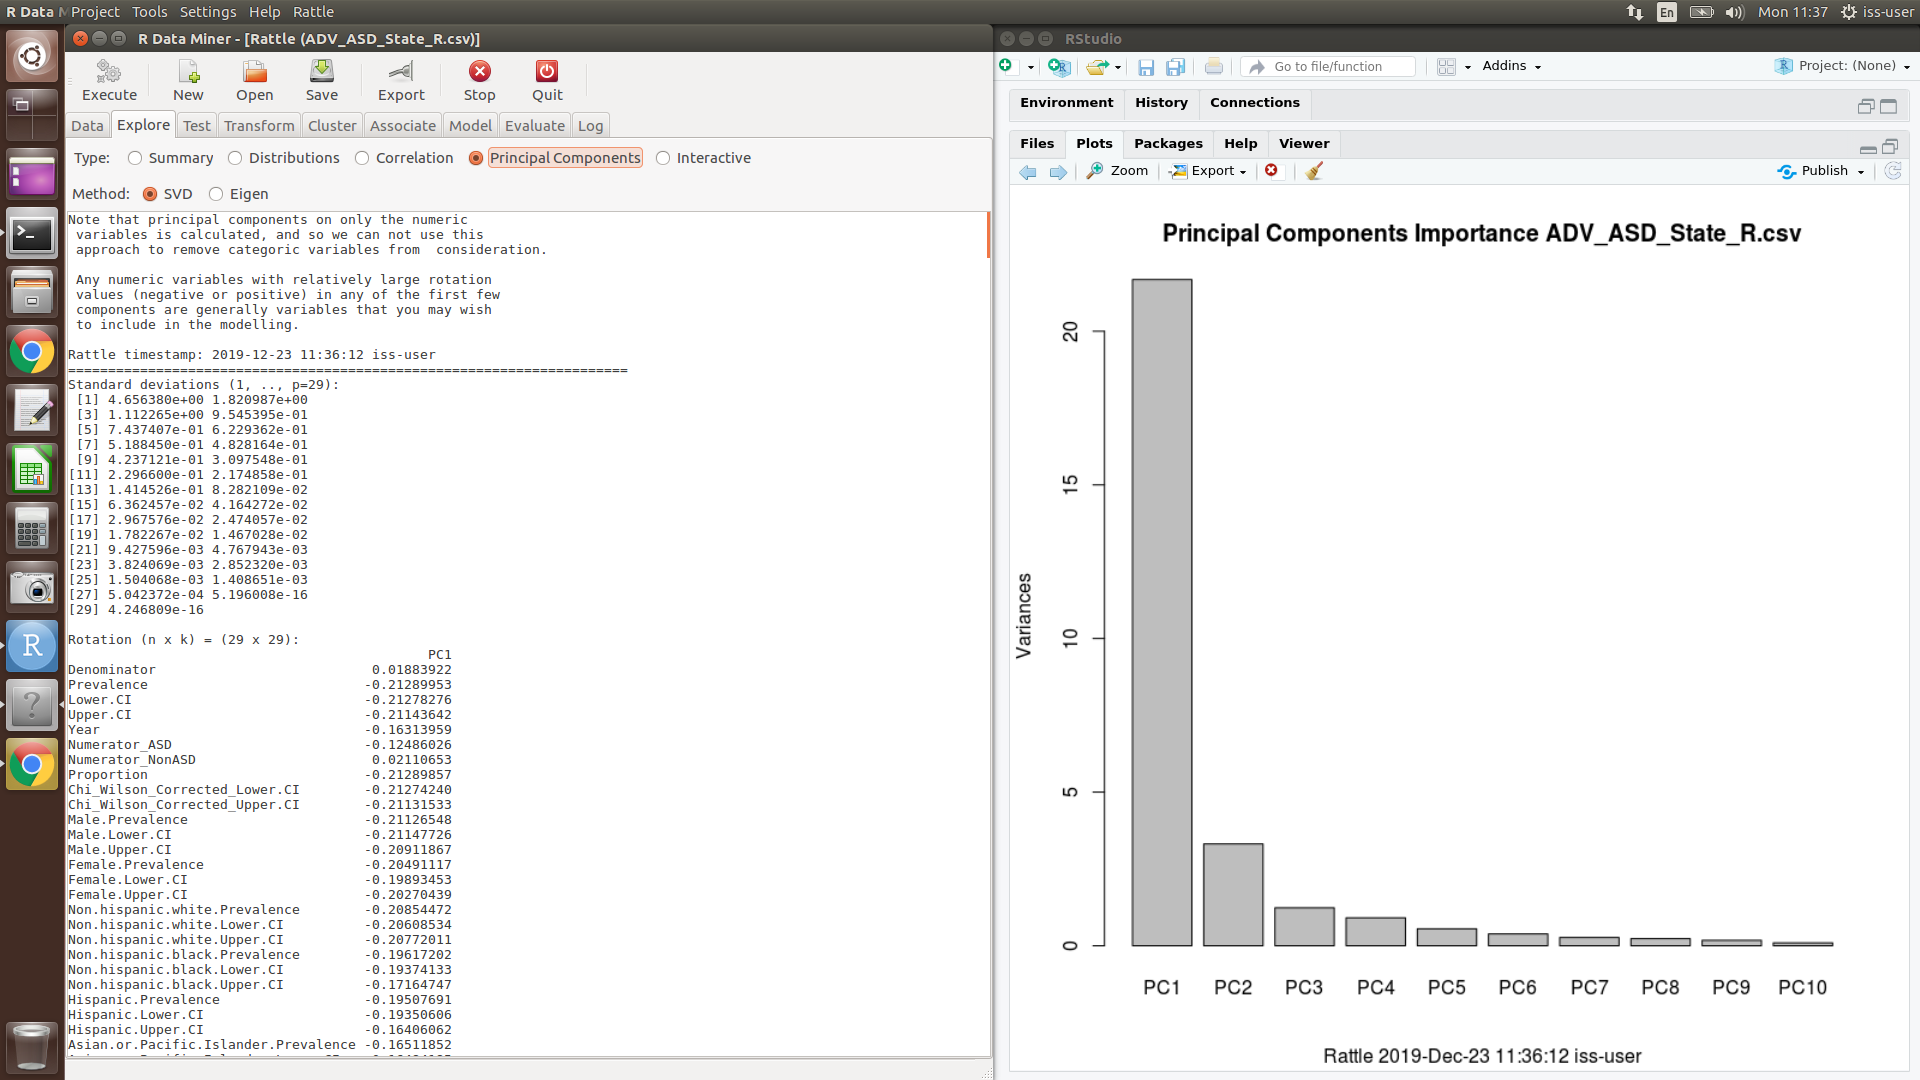 R Data M Project Tools Settings Help Rattle
En Mon 11:37 iss-user
R Data Miner - [Rattle (ADV_ASD_State_R.csv)]
Execute New Open Save Export Stop Quit
Data Explore Test Transform Cluster Associate Model Evaluate Log
Type: Summary Distributions Correlation Principal Components Interactive
Method: SVD Eigen
Note that principal components on only the numeric
variables is calculated, and so we can not use this
approach to remove categoric variables from consideration.
Any numeric variables with relatively large rotation
values (negative or positive) in any of the first few
components are generally variables that you may wish
to include in the modelling.
Rattle timestamp: 2019-12-23 11:36:12 iss-user
======================================================================
Standard deviations (1, .., p=29):
[1] 4.656380e+00 1.820987e+00
[3] 1.112265e+00 9.545395e-01
[5] 7.437407e-01 6.229362e-01
[7] 5.188450e-01 4.828164e-01
[9] 4.237121e-01 3.097548e-01
[11] 2.296600e-01 2.174858e-01
[13] 1.414526e-01 8.282109e-02
[15] 6.362457e-02 4.164272e-02
[17] 2.967576e-02 2.474057e-02
[19] 1.782267e-02 1.467028e-02
[21] 9.427596e-03 4.767943e-03
[23] 3.824069e-03 2.852320e-03
[25] 1.504068e-03 1.408651e-03
[27] 5.042372e-04 5.196008e-16
[29] 4.246809e-16
Rotation (n x k) = (29 x 29):
PC1
Denominator 0.01883922
Prevalence -0.21289953
Lower.CI -0.21278276
Upper.CI -0.21143642
Year -0.16313959
Numerator_ASD -0.12486026
Numerator_NonASD 0.02110653
Proportion -0.21289857
Chi_Wilson_Corrected_Lower.CI -0.21274240
Chi_Wilson_Corrected_Upper.CI -0.21131533
Male.Prevalence -0.21126548
Male.Lower.CI -0.21147726
Male.Upper.CI -0.20911867
Female.Prevalence -0.20491117
Female.Lower.CI -0.19893453
Female.Upper.CI -0.20270439
Non.hispanic.white.Prevalence -0.20854472
Non.hispanic.white.Lower.CI -0.20608534
Non.hispanic.white.Upper.CI -0.20772011
Non.hispanic.black.Prevalence -0.19617202
Non.hispanic.black.Lower.CI -0.19374133
Non.hispanic.black.Upper.CI -0.17164747
Hispanic.Prevalence -0.19507691
Hispanic.Lower.CI -0.19350606
Hispanic.Upper.CI -0.16406062
Asian.or.Pacific.Islander.Prevalence -0.16511852
RStudio
Go to file/function Addins Project: (None)
Environment History Connections
Files Plots Packages Help Viewer
Zoom Export Publish
Principal Components Importance ADV_ASD_State_R.csv
Variances
20
15
10
5
0
PC1 PC2 PC3 PC4 PC5 PC6 PC7 PC8 PC9 PC10
Rattle 2019-Dec-23 11:36:12 iss-user